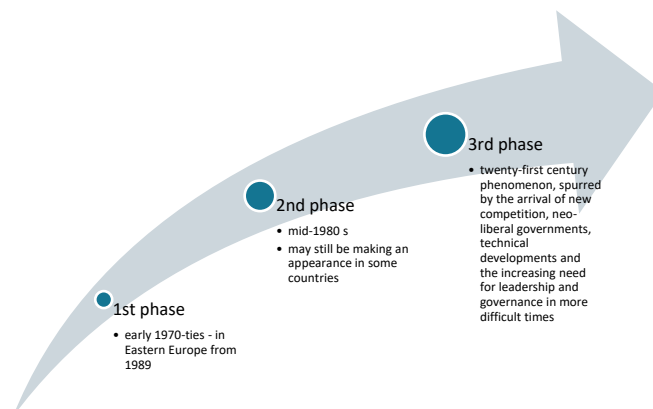 1st phase
• early 1970-ties - in
Eastern Europe from
1989
2nd phase
• mid-1980 s
• may still be making an
appearance in some
countries
3rd phase
• twenty-first century
phenomenon, spurred
by the arrival of new
competition, neo-
liberal governments,
technical
developments and
the increasing need
for leadership and
governance in more
difficult times